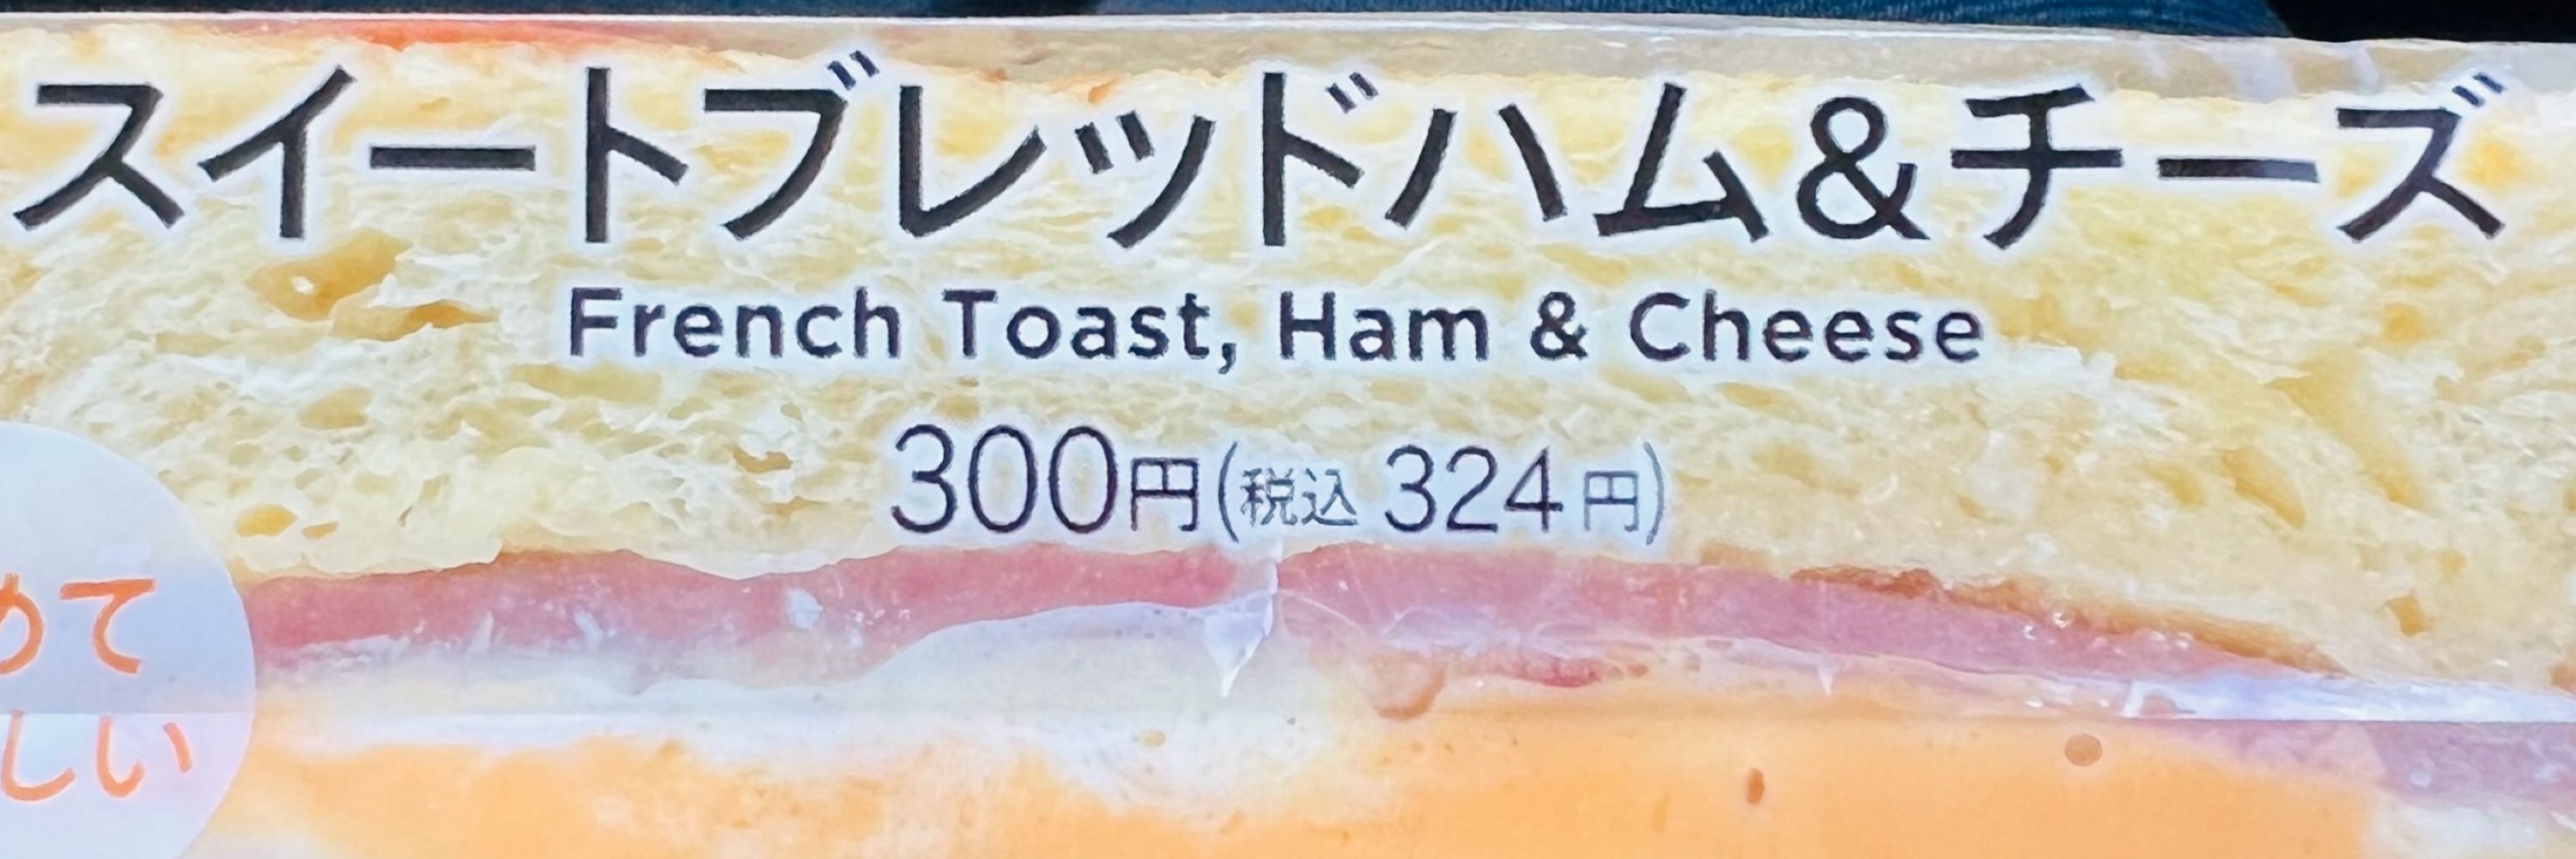 スイートブレッドハム&チーズ
French Toast, Ham & Cheese
300円(税込 324円)
めて
しい